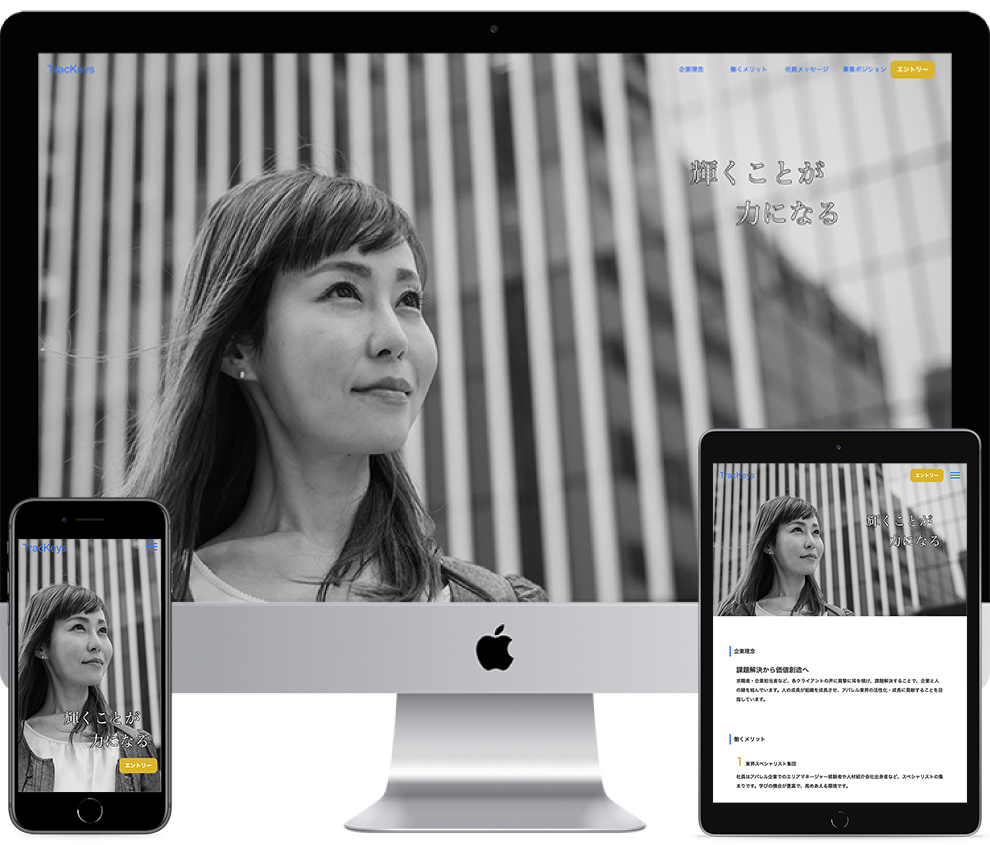 TracKeys
企業理念
働くメリット
社員メッセージ
募集ポジション
エントリー
輝くことが
力になる
TracKeys
輝くことが
力になる
エントリー
TracKeys
エントリー
輝くことが
力になる
企業理念
課題解決から価値創造へ
求職者・企業担当者など、各クライアントの声に真摯に耳を傾け、課題解決することで、企業と人
の縁を結んでいます。人の成長が組織を成長させ、アパレル業界の活性化・成長に貢献することを目
指しています。
働くメリット
1 業界スペシャリスト集団
社員はアパレル企業でのエリアマネージャー経験者や人材紹介会社出身者など、スペシャリストの集
まりです。学びの機会が豊富で、高めあえる環境です。